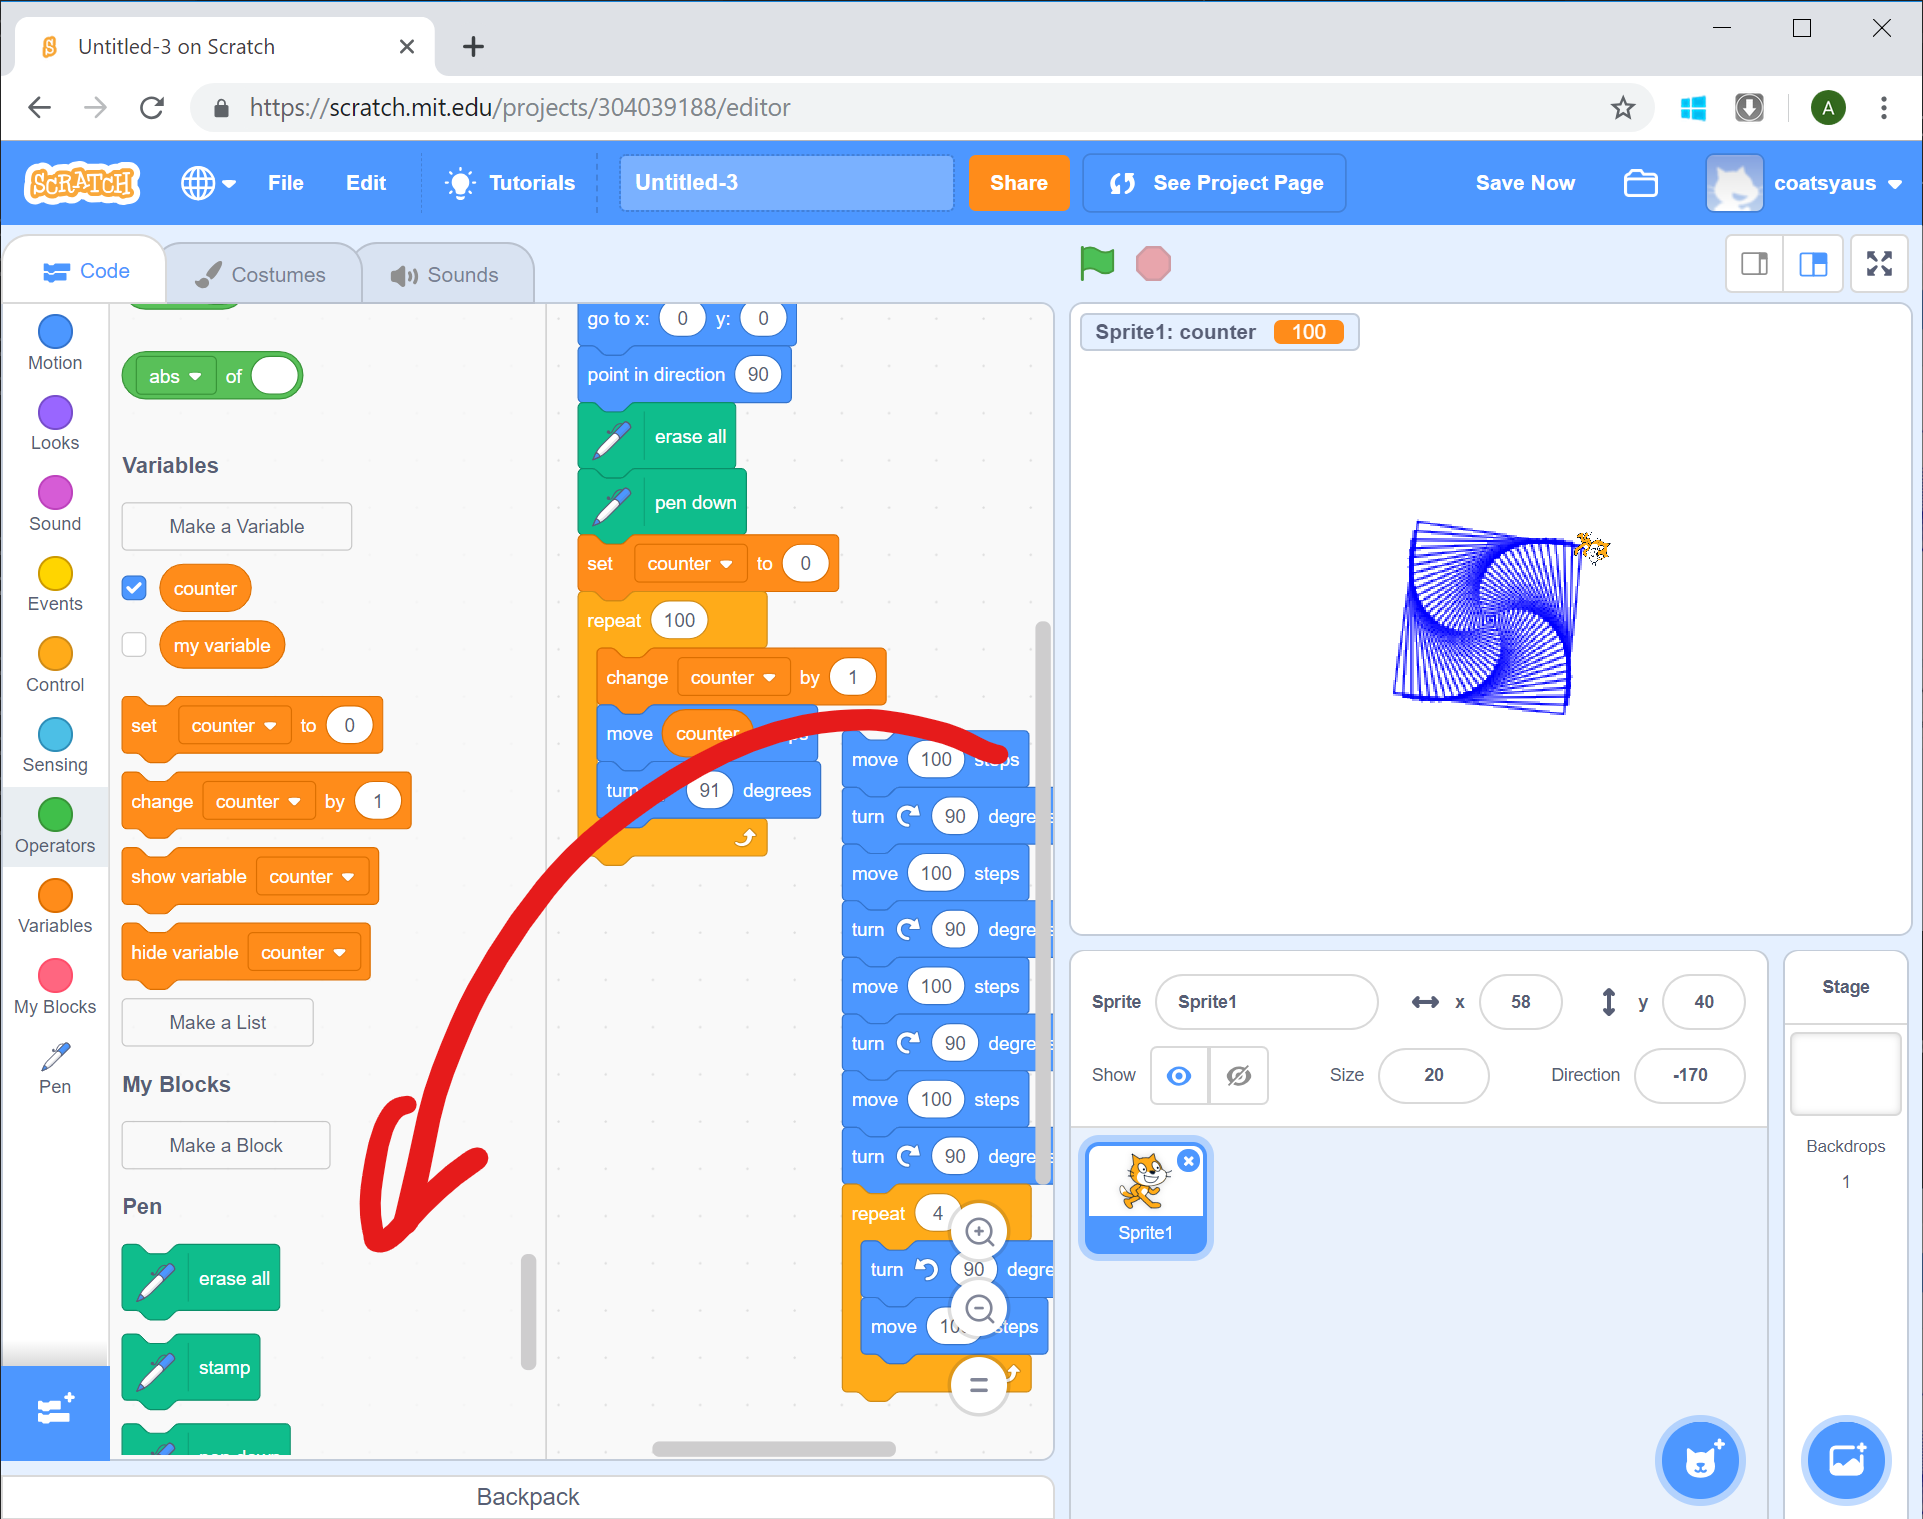 Untitled-3 on Scratch
https://scratch.mit.edu/projects/304039188/editor
A
SCRATCH
File
Edit
Tutorials
Untitled-3
Share
See Project Page
Save Now
coatsyaus
Code
Costumes
Sounds
Motion
Looks
Sound
Events
Control
Sensing
Operators
Variables
My Blocks
Pen
abs of
Variables
Make a Variable
counter
my variable
set counter to 0
change counter by 1
show variable counter
hide variable counter
Make a List
My Blocks
Make a Block
Pen
erase all
stamp
pen down
go to x: 0 y: 0
point in direction 90
erase all
pen down
set counter to 0
repeat 100
change counter by 1
move counter
turn 91 degrees
move 100 steps
turn 90 degre
move 100 steps
turn 90 degre
move 100 steps
turn 90 degre
move 100 steps
turn 90 degre
repeat 4
turn 90 degre
move 10 steps
Backpack
Sprite1: counter 100
Sprite Sprite1 x 58 y 40
Show Size 20 Direction -170
Sprite1
Stage
Backdrops
1